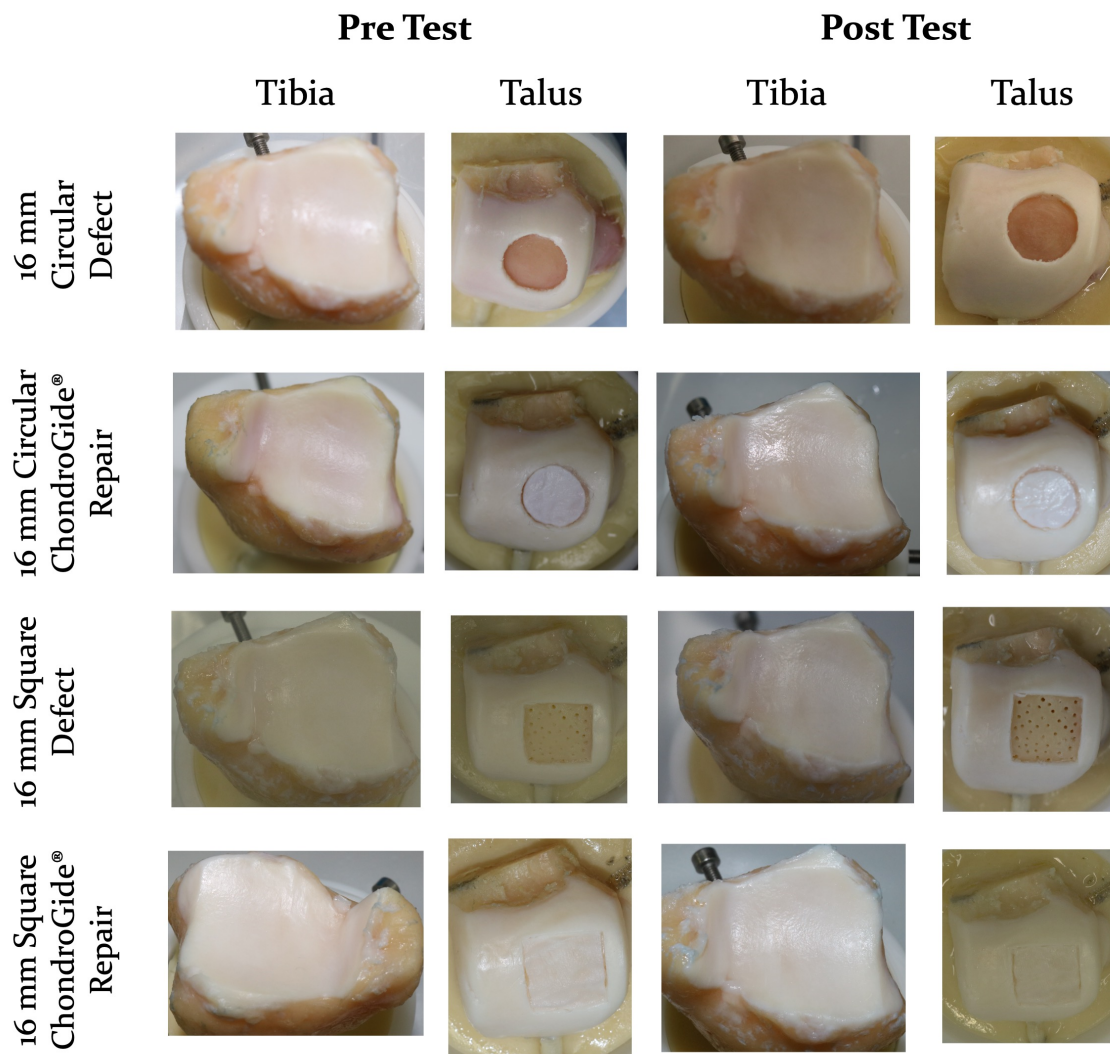 Pre Test
Post Test
Tibia
Talus
Tibia
Talus
16 mm
Circular
Defect
16 mm Circular
ChondroGide®
Repair
16 mm Square
Defect
16 mm Square
ChondroGide®
Repair